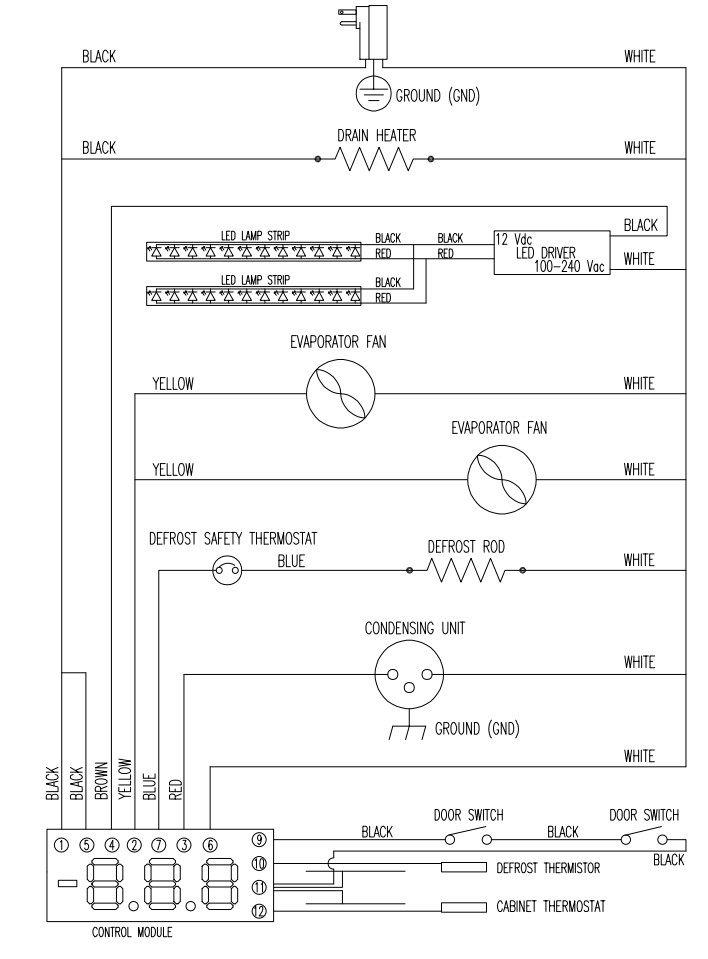 BLACK WHITE
GROUND (GND)
DRAIN HEATER
BLACK WHITE
BLACK
LED LAMP STRIP
BLACK BLACK 12 Vdc
RED RED LED DRIVER
100-240 Vac
WHITE
LED LAMP STRIP
BLACK
RED
EVAPORATOR FAN
YELLOW WHITE
EVAPORATOR FAN
YELLOW WHITE
DEFROST SAFETY THERMOSTAT
BLUE DEFROST ROD WHITE
CONDENSING UNIT
WHITE
GROUND (GND)
WHITE
BLACK
BLACK
BROWN
YELLOW
BLUE
RED
DOOR SWITCH DOOR SWITCH
BLACK BLACK
BLACK
1 5 4 2 7 3 6 9
10 DEFROST THERMISTOR
11
- 8.8.8
12 CABINET THERMOSTAT
CONTROL MODULE